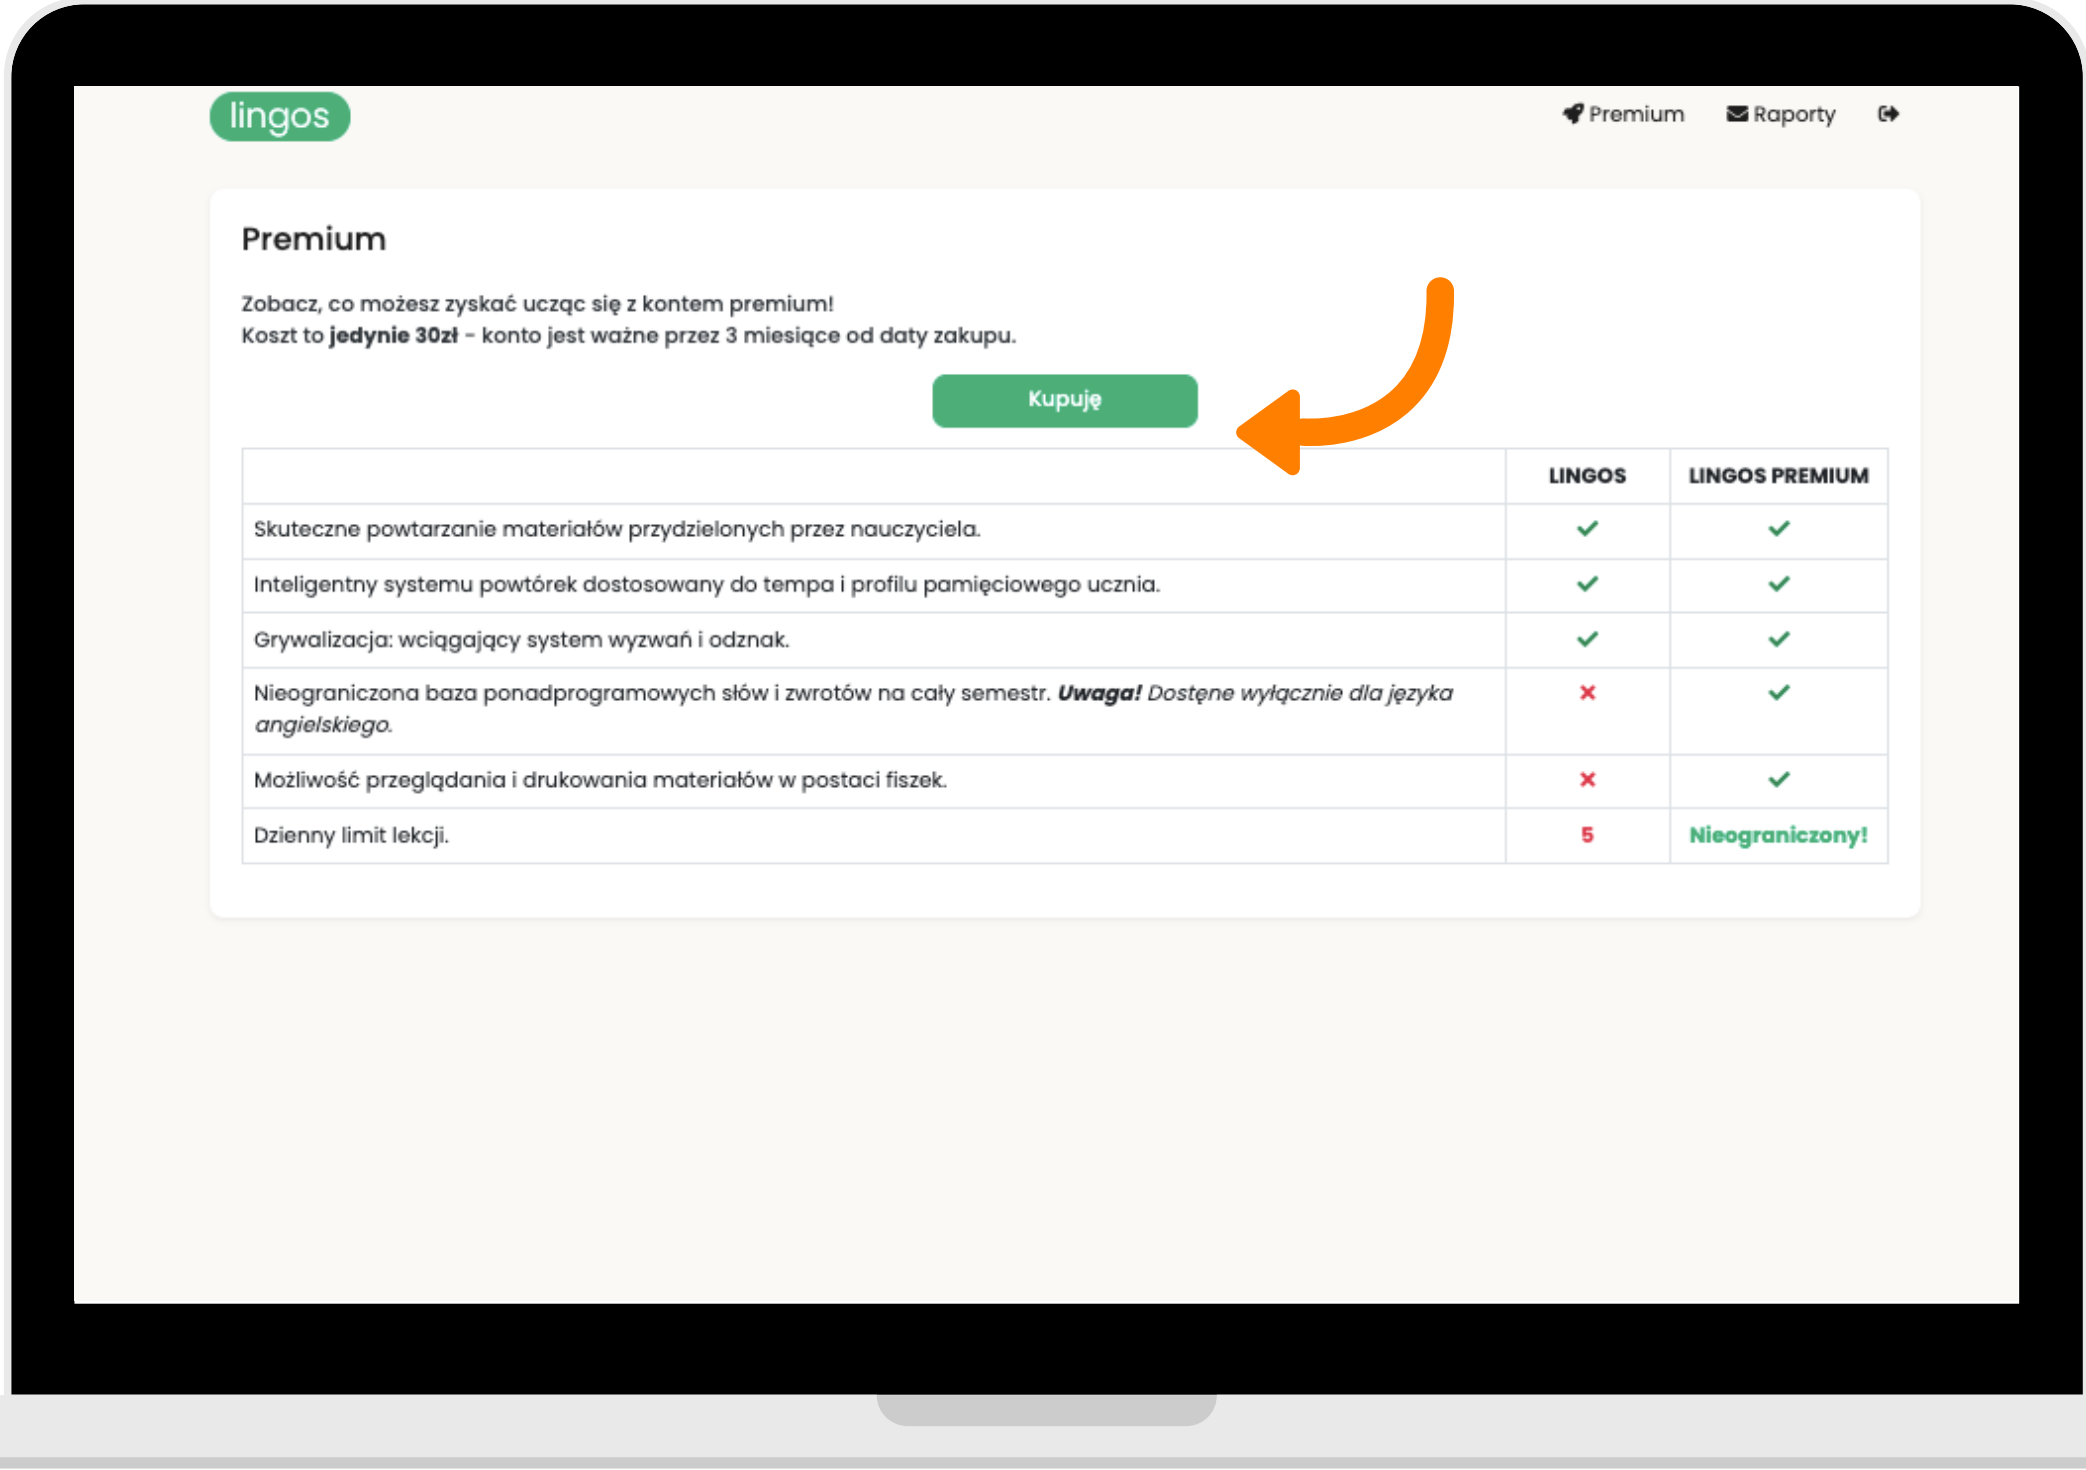 lingos
Premium
Raporty
Premium
Zobacz, co możesz zyskać ucząc się z kontem premium!
Koszt to jedynie 30zł - konto jest ważne przez 3 miesiące od daty zakupu.
Kupuję
LINGOS
LINGOS PREMIUM
Skuteczne powtarzanie materiałów przydzielonych przez nauczyciela.
Inteligentny systemu powtórek dostosowany do tempa i profilu pamięciowego ucznia.
Grywalizacja: wciągający system wyzwań i odznak.
Nieograniczona baza ponadprogramowych słów i zwrotów na cały semestr. Uwaga! Dostęne wyłącznie dla języka
angielskiego.
Możliwość przeglądania i drukowania materiałów w postaci fiszek.
Dzienny limit lekcji.
5
Nieograniczony!